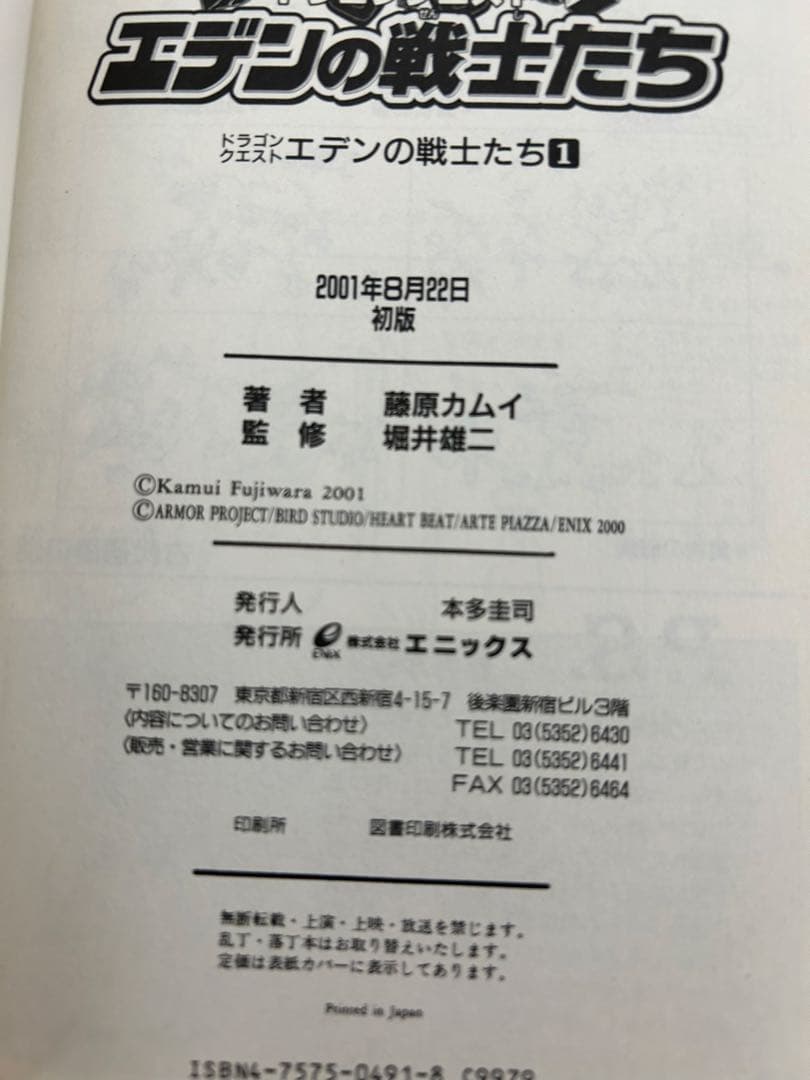 エデンの戦士たち
ドラゴンクエスト エデンの戦士たち1
2001年8月22日
初版
著者 藤原カムイ
監修 堀井雄二
©Kamui Fujiwara 2001
©ARMOR PROJECT/BIRD STUDIO/HEART BEAT/ARTE PIAZZA/ENIX 2000
発行人 本多圭司
発行所 ENIX 株式会社エニックス
〒160-8307 東京都新宿区西新宿4-15-7 後楽園新宿ビル3階
〈内容についてのお問い合わせ〉 TEL 03(5352)6430
〈販売・営業に関するお問い合わせ〉 TEL 03(5352)6441
FAX 03(5352)6464
印刷所 図書印刷株式会社
無断転載・上演・上映・放送を禁じます。
乱丁・落丁本はお取り替えいたします。
定価は表紙カバーに表示してあります。
Printed in Japan
ISBN4-7575-0491-8 C9979